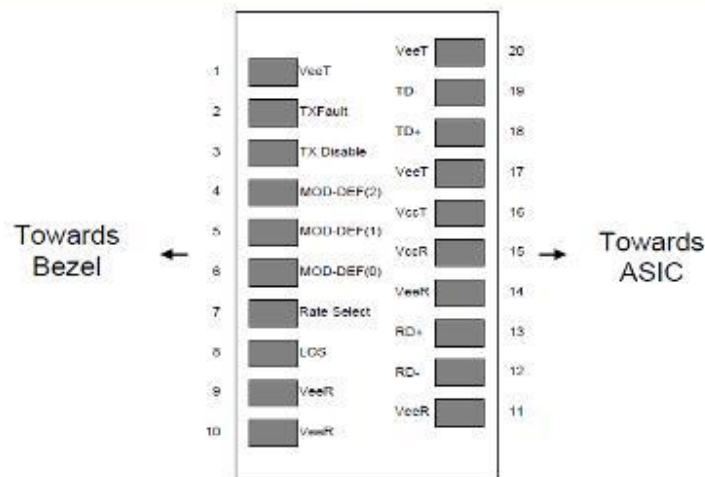 VeeT 20
1 VeeT
TD 19
2 TXFault
TD+ 18
3 TX Disable
VeeT 17
4 MOD-DEF(2)
VccT 16
5 MOD-DEF(1)
Towards Bezel
VccR 15
Towards ASIC
6 MOD-DEF(0)
VeeR 14
7 Rate Select
RD+ 13
8 LOS
RD- 12
9 VeeR
VeeR 11
10 VeeR